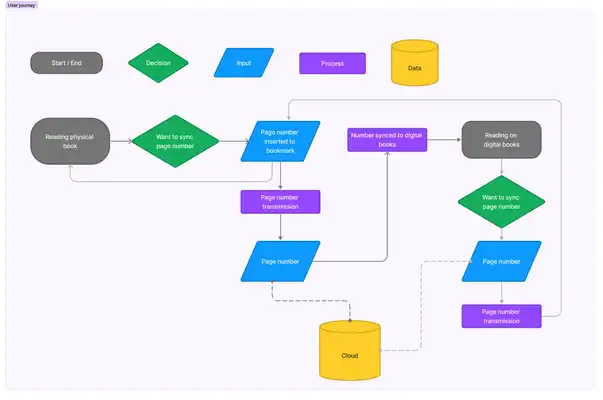 User journey
Start / End
Decision
Input
Process
Data
Reading physical
book
Want to sync
page number
Page number
inserted to
bookmark
Number synced to digital
books
Reading on
digital books
Page number
transmission
Want to sync
page number
Page number
Page number
Page number
transmission
Cloud